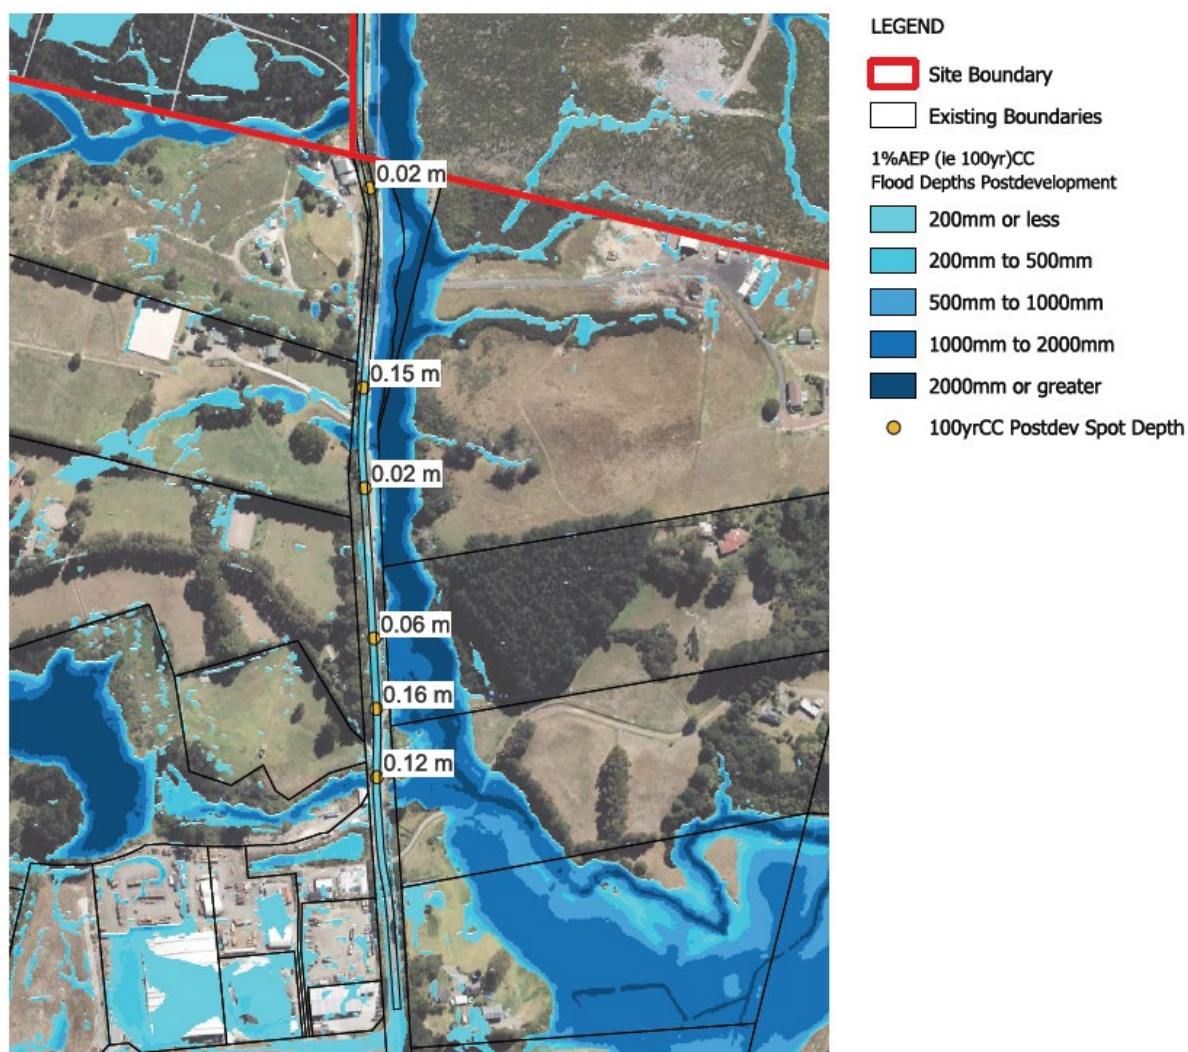 0.02 m
0.15 m
0.02 m
0.06 m
0.16 m
0.12 m
LEGEND
Site Boundary
Existing Boundaries
1%AEP (ie 100yr)CC
Flood Depths Postdevelopment
200mm or less
200mm to 500mm
500mm to 1000mm
1000mm to 2000mm
2000mm or greater
100yrCC Postdev Spot Depth